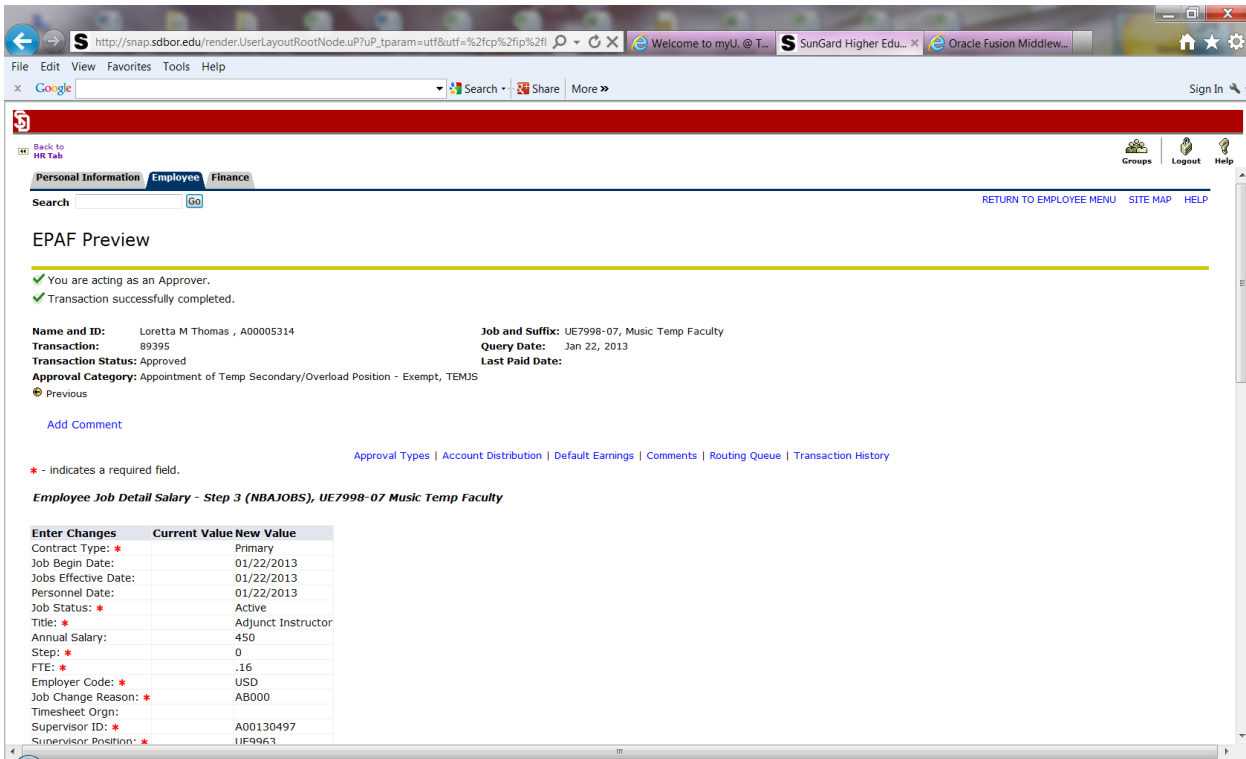 http://snap.sdbor.edu/render.UserLayoutRootNode.uP?uP_tparam=utf&utf=%2fcp%2fip%2fl
Welcome to myU. @ T...
SunGard Higher Edu...
Oracle Fusion Middlew...
File Edit View Favorites Tools Help
x Google Search Share More »
Sign In
Back to
HR Tab
Groups Logout Help
Personal Information Employee Finance
Search Go
RETURN TO EMPLOYEE MENU SITE MAP HELP
EPAF Preview
You are acting as an Approver.
Transaction successfully completed.
Name and ID: Loretta M Thomas , A00005314 Job and Suffix: UE7998-07, Music Temp Faculty
Transaction: 89395 Query Date: Jan 22, 2013
Transaction Status: Approved Last Paid Date:
Approval Category: Appointment of Temp Secondary/Overload Position - Exempt, TEMJS
Previous
Add Comment
Approval Types | Account Distribution | Default Earnings | Comments | Routing Queue | Transaction History
* - indicates a required field.
Employee Job Detail Salary - Step 3 (NBAJOBS), UE7998-07 Music Temp Faculty
Enter Changes Current Value New Value
Contract Type: * Primary
Job Begin Date: 01/22/2013
Jobs Effective Date: 01/22/2013
Personnel Date: 01/22/2013
Job Status: * Active
Title: * Adjunct Instructor
Annual Salary: 450
Step: * 0
FTE: * .16
Employer Code: * USD
Job Change Reason: * AB000
Timesheet Orgn:
Supervisor ID: * A00130497
Supervisor Position: * UE9963